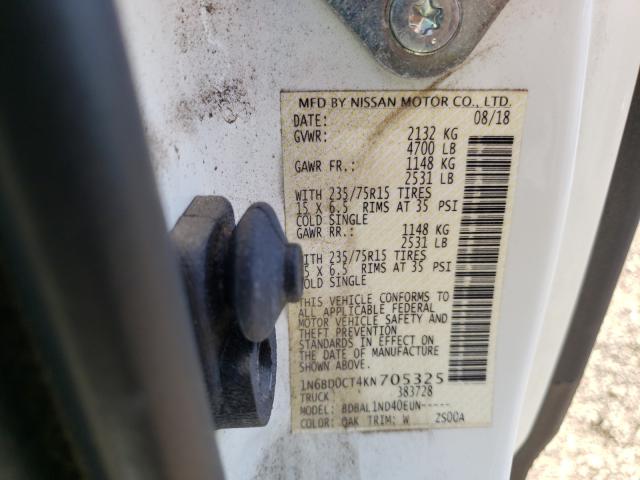 MFD BY NISSAN MOTOR CO., LTD.
DATE: 08/18
GVWR: 2132 KG
4700 LB
GAWR FR.: 1148 KG
2531 LB
WITH 235/75R15 TIRES
15 X 6.5 RIMS AT 35 PSI
COLD SINGLE
GAWR RR.: 1148 KG
2531 LB
WITH 235/75R15 TIRES
15 X 6.5 RIMS AT 35 PSI
COLD SINGLE
THIS VEHICLE CONFORMS TO
ALL APPLICABLE FEDERAL
MOTOR VEHICLE SAFETY AND
THEFT PREVENTION
STANDARDS IN EFFECT ON
THE DATE OF MANUFACTURE
SHOWN ABOVE.
1N6BD0CT4KN705325
TRUCK 383728
MODEL: BDBAL1ND40EUN-----
COLOR: QAK TRIM: W ZS00A